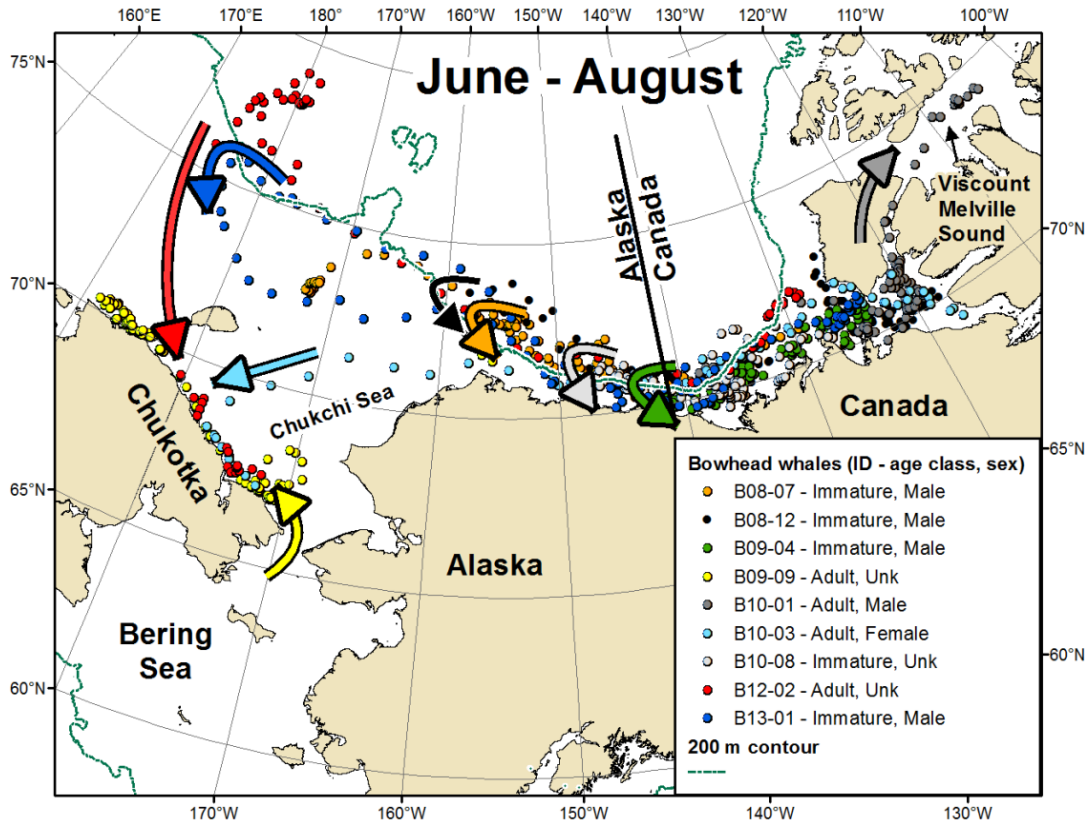 160°E 170°E 180° 170°W 160°W 150°W 140°W 130°W 120°W 110°W 100°W
June - August
75°N
70°N
65°N
60°N
70°N
65°N
60°N
Alaska
Canada
Viscount
Melville
Sound
Chukotka
Chukchi Sea
Canada
Alaska
Bering
Sea
Bowhead whales (ID - age class, sex)
B08-07 - Immature, Male
B08-12 - Immature, Male
B09-04 - Immature, Male
B09-09 - Adult, Unk
B10-01 - Adult, Male
B10-03 - Adult, Female
B10-08 - Immature, Unk
B12-02 - Adult, Unk
B13-01 - Immature, Male
200 m contour
170°W 160°W 150°W 140°W 130°W